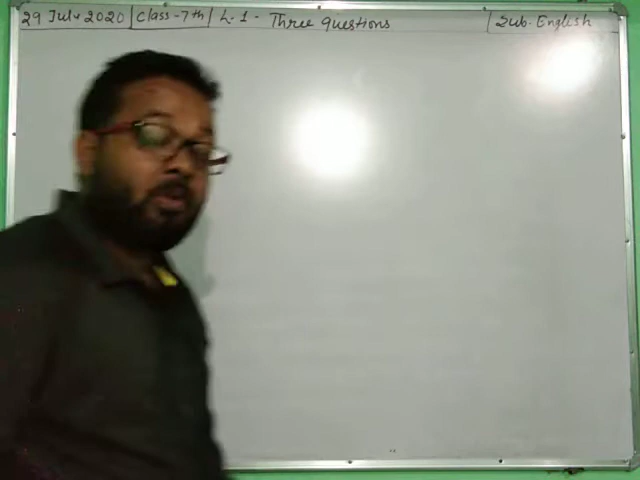 29 July 2020 | Class - 7th | L. 1 - Three Questions | Sub. English